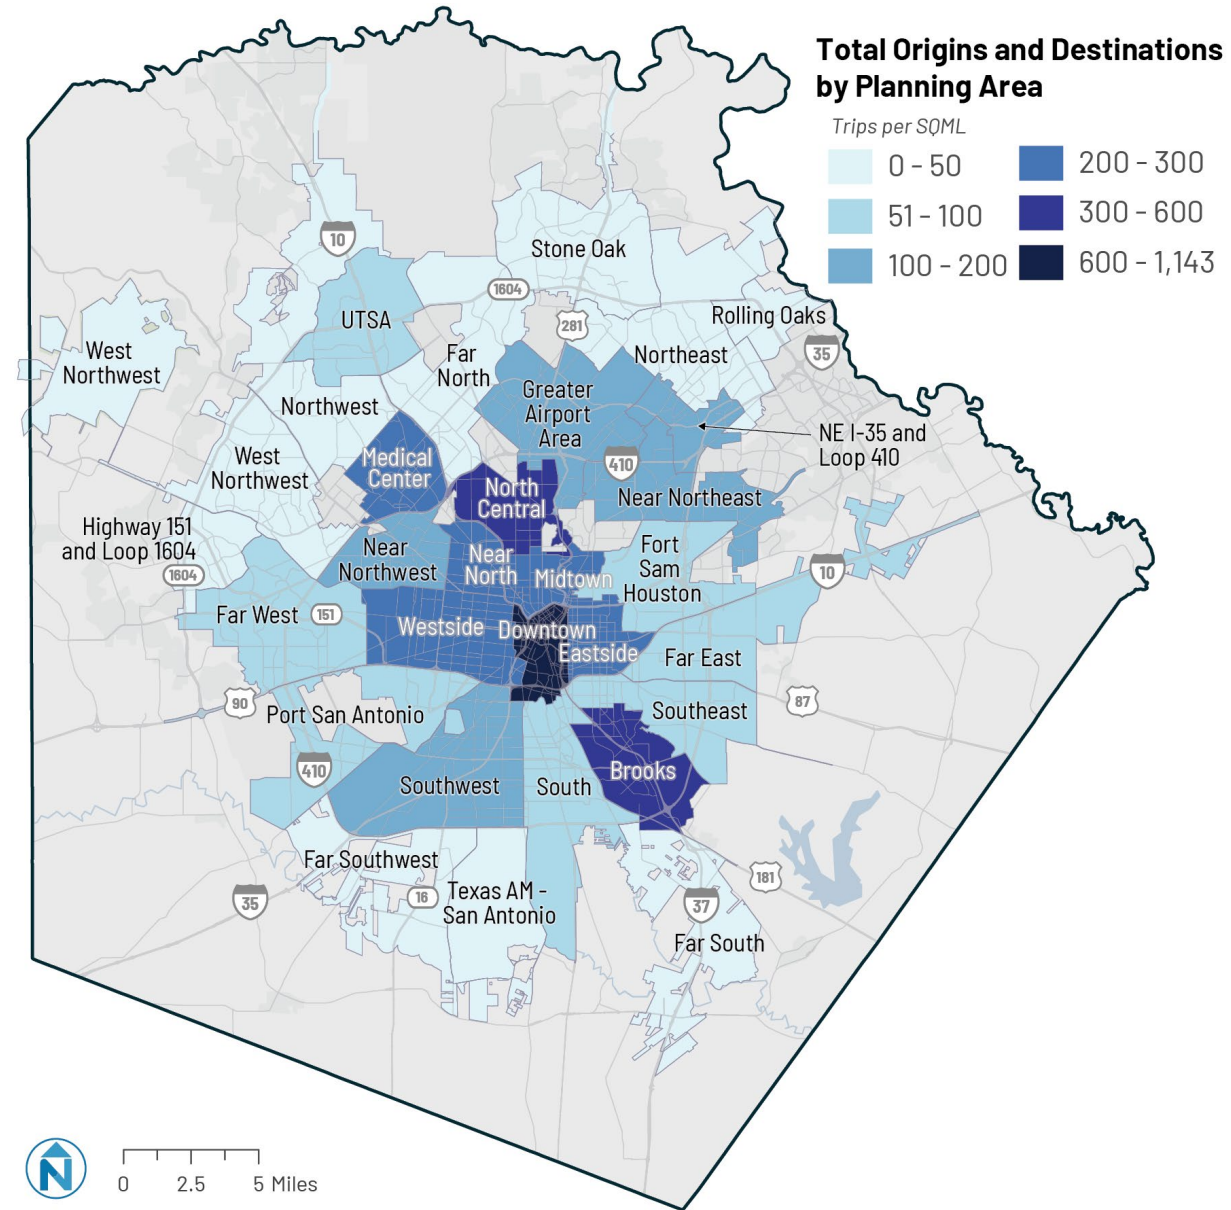 Total Origins and Destinations
by Planning Area
Trips per SQML
0 - 50
51 - 100
100 - 200
200 - 300
300 - 600
600 - 1,143
10
Stone Oak
1604
UTSA
281
Rolling Oaks
35
West
Northwest
Far
North
Northeast
Greater
Airport
Area
Northwest
NE I-35 and
Loop 410
Medical
Center
410
West
Northwest
North
Central
Near Northeast
Highway 151
and Loop 1604
1604
Near
Northwest
Near
North
Midtown
Fort
Sam
Houston
10
Far West
151
Westside
Downtown
Eastside
Far East
90
Port San Antonio
Southeast
87
410
Southwest
South
Brooks
Far Southwest
181
35
16
Texas AM -
San Antonio
37
Far South
N
0
2.5
5 Miles